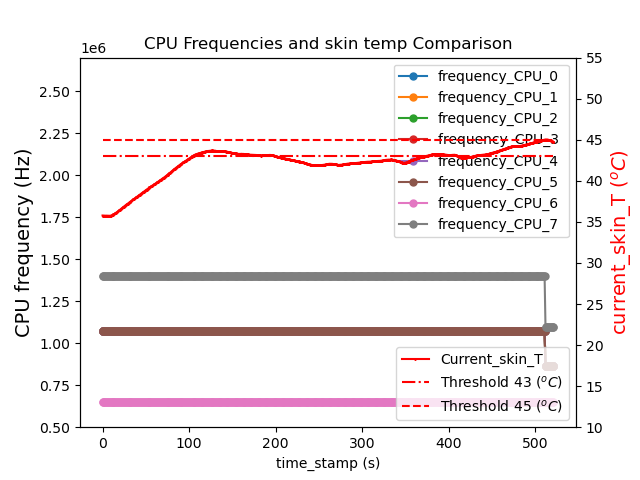 CPU Frequencies and skin temp Comparison
1e6
CPU frequency (Hz)
2.50
2.25
2.00
1.75
1.50
1.25
1.00
0.75
0.50
0
100
200
300
400
500
time_stamp (s)
55
50
45
40
35
30
25
20
15
10
current_skin_T (°C)
frequency_CPU_0
frequency_CPU_1
frequency_CPU_2
frequency_CPU_3
frequency_CPU_4
frequency_CPU_5
frequency_CPU_6
frequency_CPU_7
Current_skin_T
Threshold 43 (°C)
Threshold 45 (°C)